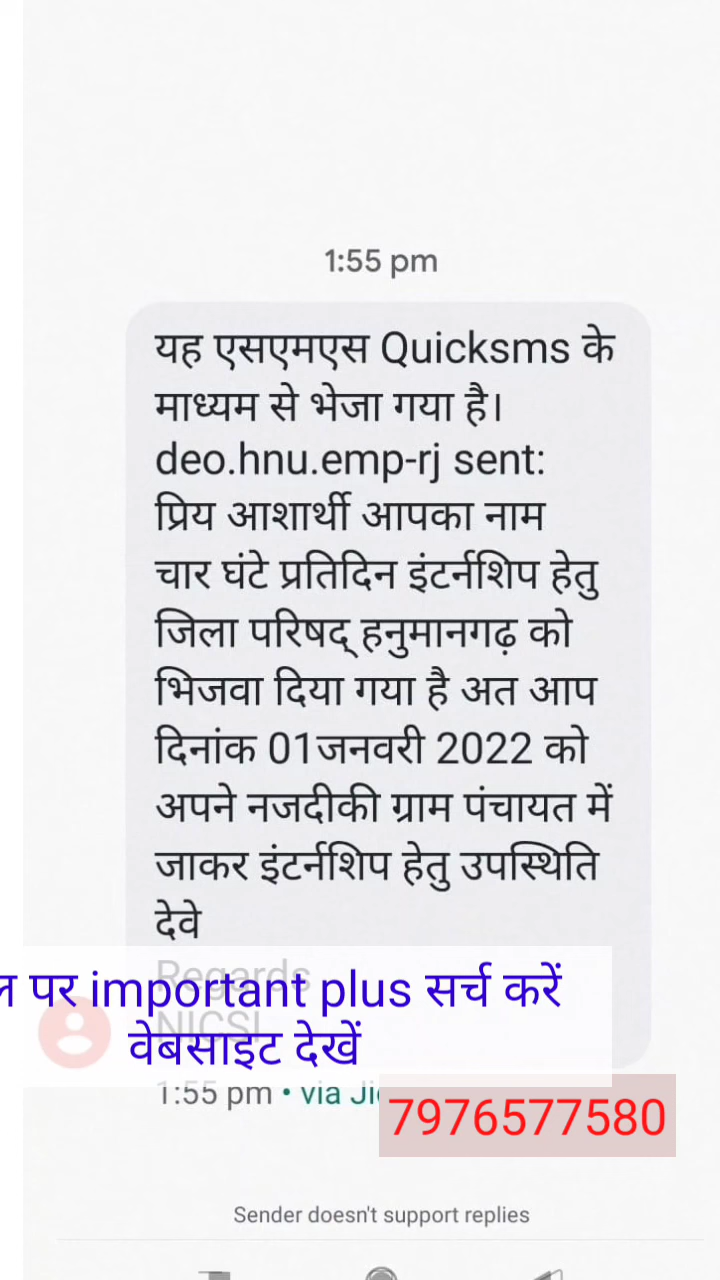 1:55 pm
यह एसएमएस Quicksms के
माध्यम से भेजा गया है।
deo.hnu.emp-rj sent:
प्रिय आशार्थी आपका नाम
चार घंटे प्रतिदिन इंटर्नशिप हेतु
जिला परिषद् हनुमानगढ़ को
भिजवा दिया गया है अत आप
दिनांक 01जनवरी 2022 को
अपने नजदीकी ग्राम पंचायत में
जाकर इंटर्नशिप हेतु उपस्थिति
देवे
Regards
NICSI
पर important plus सर्च करें
वेबसाइट देखें
1:55 pm • via
7976577580
Sender doesn't support replies